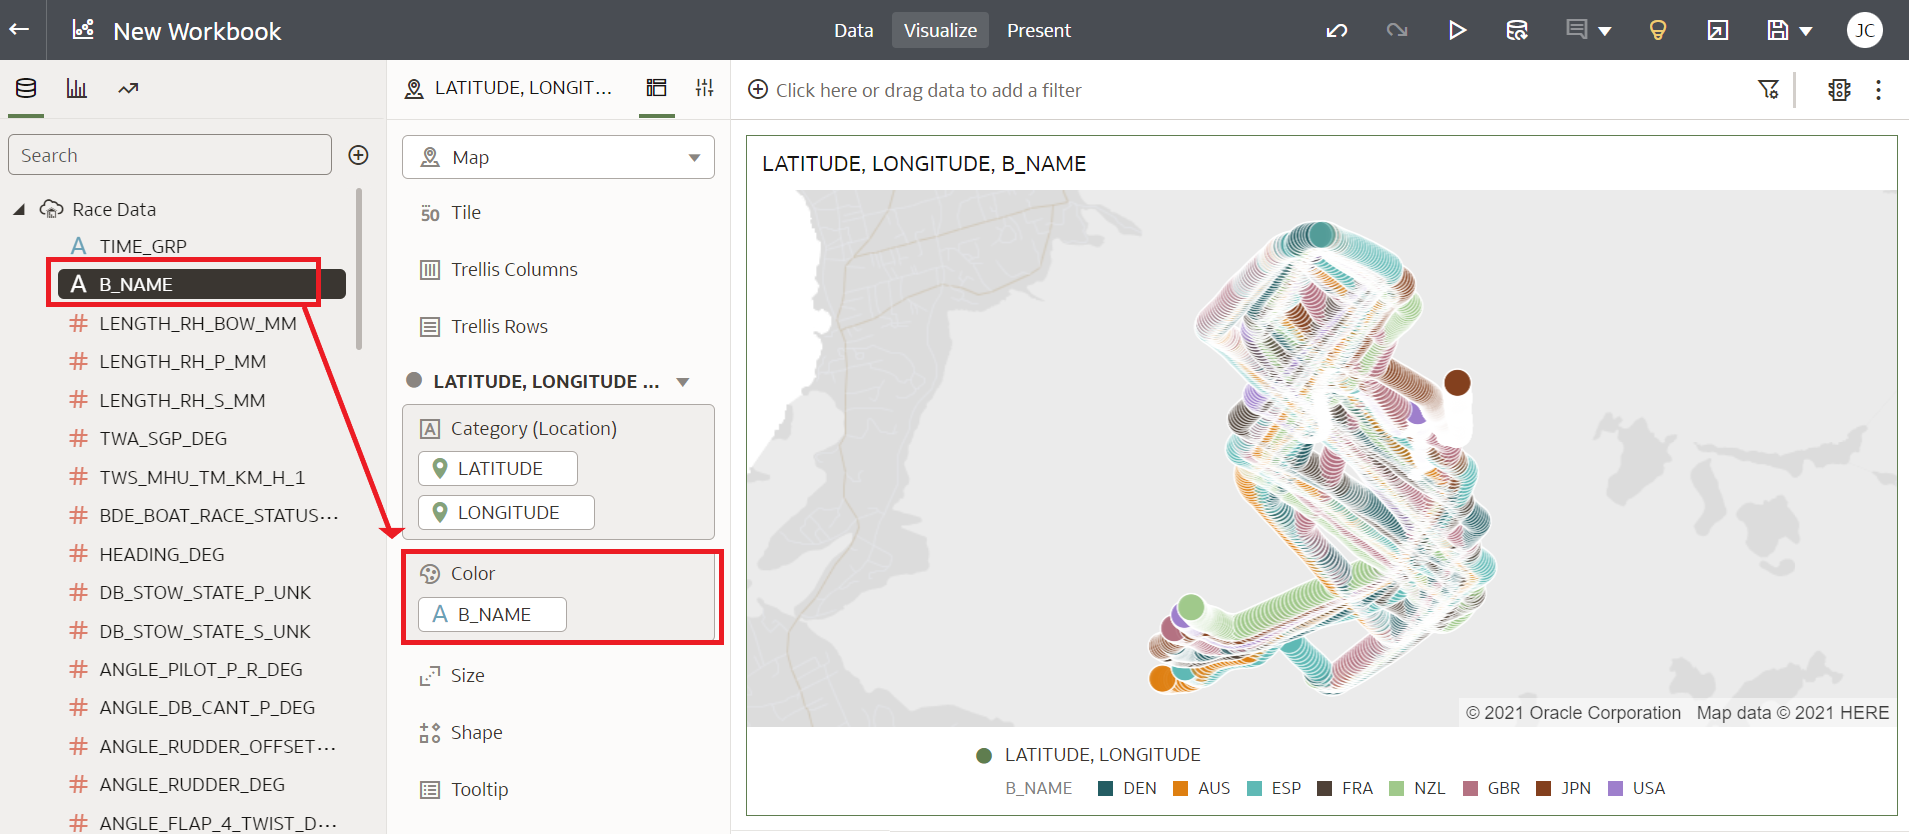 New Workbook
Data
Visualize
Present
JC
Search
Race Data
A TIME_GRP
A B_NAME
# LENGTH_RH_BOW_MM
# LENGTH_RH_P_MM
# LENGTH_RH_S_MM
# TWA_SGP_DEG
# TWS_MHU_TM_KM_H_1
# BDE_BOAT_RACE_STATUS...
# HEADING_DEG
# DB_STOW_STATE_P_UNK
# DB_STOW_STATE_S_UNK
# ANGLE_PILOT_P_R_DEG
# ANGLE_DB_CANT_P_DEG
# ANGLE_RUDDER_OFFSET...
# ANGLE_RUDDER_DEG
# ANGLE_FLAP_4_TWIST_D...
LATITUDE, LONGIT...
Map
50 Tile
Trellis Columns
Trellis Rows
LATITUDE, LONGITUDE ...
A Category (Location)
LATITUDE
LONGITUDE
Color
A B_NAME
Size
Shape
Tooltip
Click here or drag data to add a filter
LATITUDE, LONGITUDE, B_NAME
© 2021 Oracle Corporation Map data © 2021 HERE
LATITUDE, LONGITUDE
B_NAME DEN AUS ESP FRA NZL GBR JPN USA